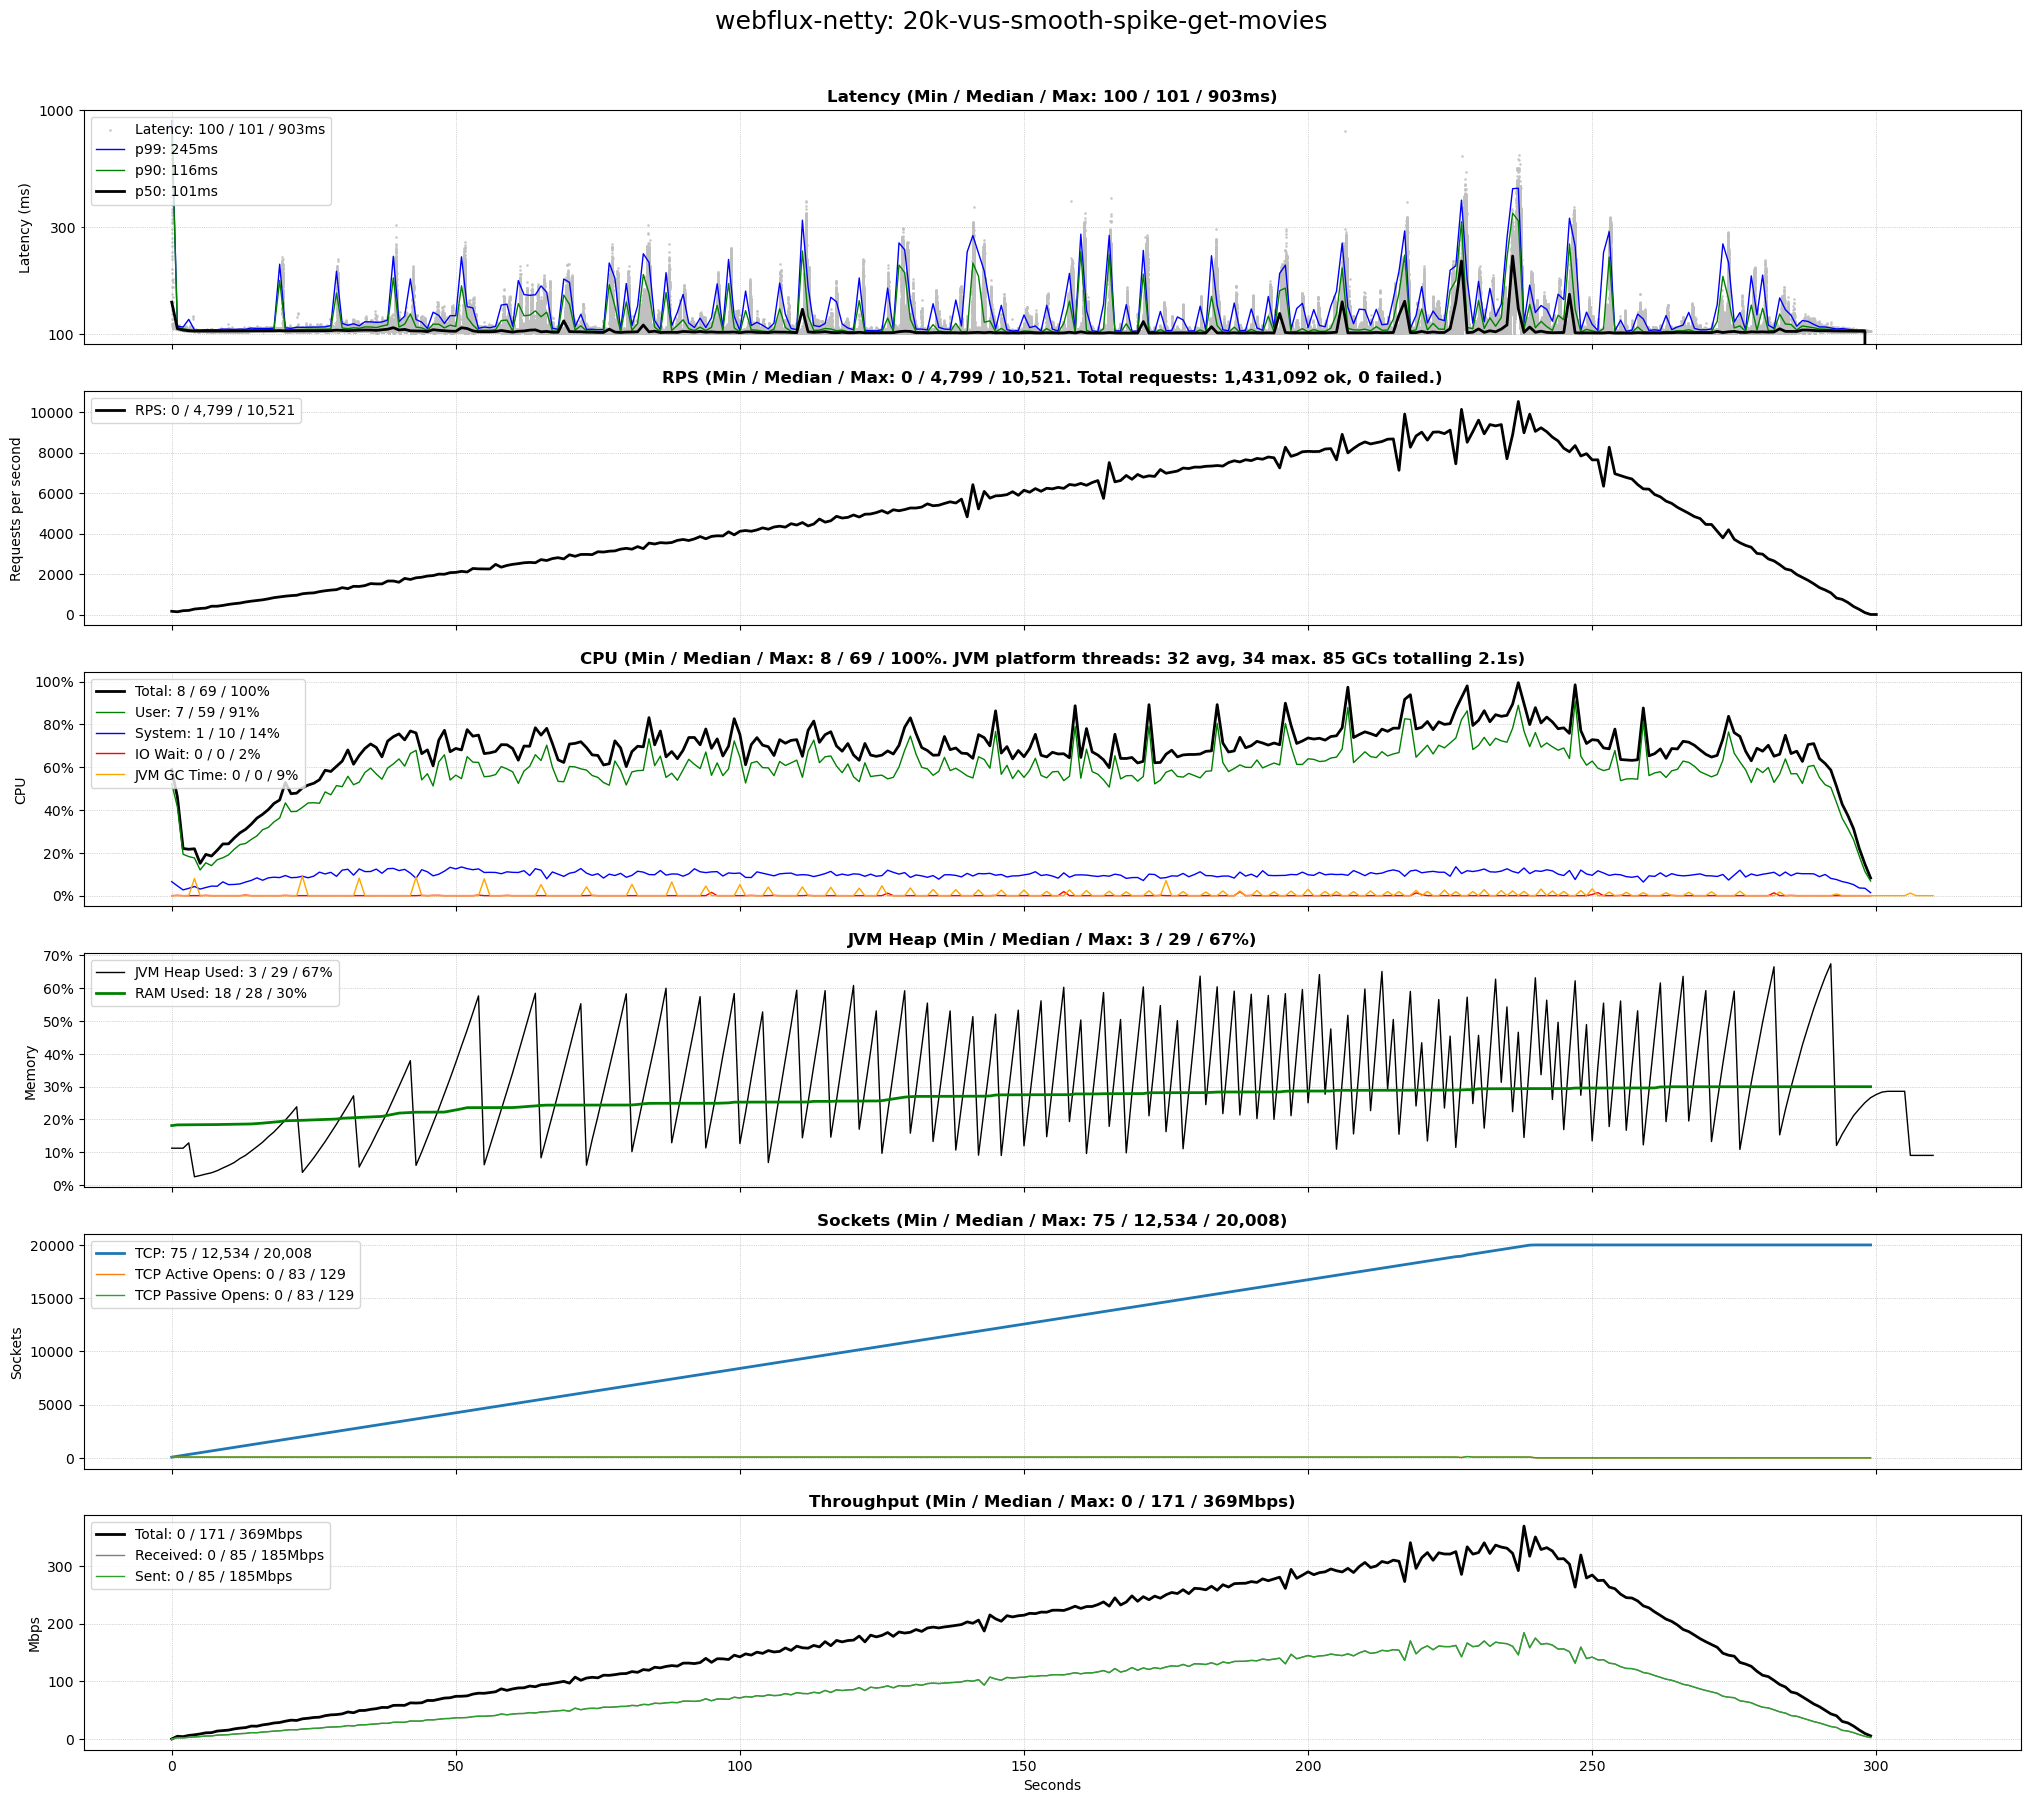 webflux-netty: 20k-vus-smooth-spike-get-movies
Latency (Min / Median / Max: 100 / 101 / 903ms)
Latency (ms)
1000
300
100
Latency: 100 / 101 / 903ms
p99: 245ms
p90: 116ms
p50: 101ms
RPS (Min / Median / Max: 0 / 4,799 / 10,521. Total requests: 1,431,092 ok, 0 failed.)
Requests per second
10000
8000
6000
4000
2000
0
RPS: 0 / 4,799 / 10,521
CPU (Min / Median / Max: 8 / 69 / 100%. JVM platform threads: 32 avg, 34 max. 85 GCs totalling 2.1s)
CPU
100%
80%
60%
40%
20%
0%
Total: 8 / 69 / 100%
User: 7 / 59 / 91%
System: 1 / 10 / 14%
IO Wait: 0 / 0 / 2%
JVM GC Time: 0 / 0 / 9%
JVM Heap (Min / Median / Max: 3 / 29 / 67%)
Memory
70%
60%
50%
40%
30%
20%
10%
0%
JVM Heap Used: 3 / 29 / 67%
RAM Used: 18 / 28 / 30%
Sockets (Min / Median / Max: 75 / 12,534 / 20,008)
Sockets
20000
15000
10000
5000
0
TCP: 75 / 12,534 / 20,008
TCP Active Opens: 0 / 83 / 129
TCP Passive Opens: 0 / 83 / 129
Throughput (Min / Median / Max: 0 / 171 / 369Mbps)
Mbps
300
200
100
0
Total: 0 / 171 / 369Mbps
Received: 0 / 85 / 185Mbps
Sent: 0 / 85 / 185Mbps
0 50 100 150 200 250 300
Seconds